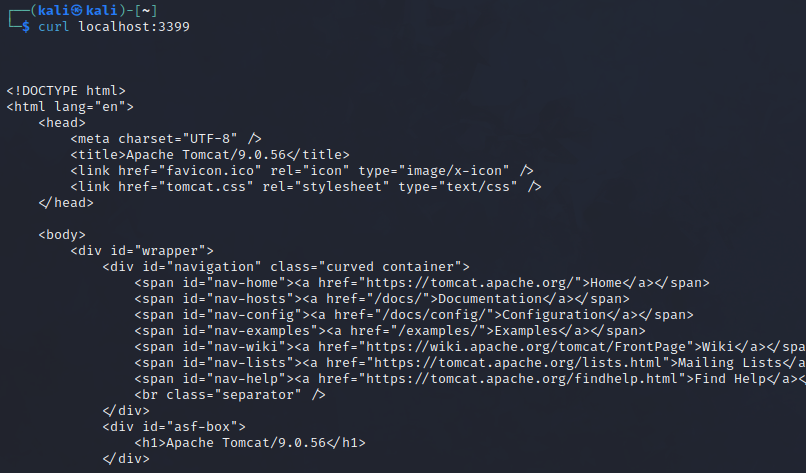 ┌──(kali㉿kali)-[~]
└─$ curl localhost:3399
<!DOCTYPE html>
<html lang="en">
    <head>
        <meta charset="UTF-8" />
        <title>Apache Tomcat/9.0.56</title>
        <link href="favicon.ico" rel="icon" type="image/x-icon" />
        <link href="tomcat.css" rel="stylesheet" type="text/css" />
    </head>
    <body>
        <div id="wrapper">
            <div id="navigation" class="curved container">
                <span id="nav-home"><a href="https://tomcat.apache.org/">Home</a></span>
                <span id="nav-hosts"><a href="/docs/">Documentation</a></span>
                <span id="nav-config"><a href="/docs/config/">Configuration</a></span>
                <span id="nav-examples"><a href="/examples/">Examples</a></span>
                <span id="nav-wiki"><a href="https://wiki.apache.org/tomcat/FrontPage">Wiki</a></spa
                <span id="nav-lists"><a href="https://tomcat.apache.org/lists.html">Mailing Lists</a
                <span id="nav-help"><a href="https://tomcat.apache.org/findhelp.html">Find Help</a><
                <br class="separator" />
            </div>
            <div id="asf-box">
                <h1>Apache Tomcat/9.0.56</h1>
            </div>